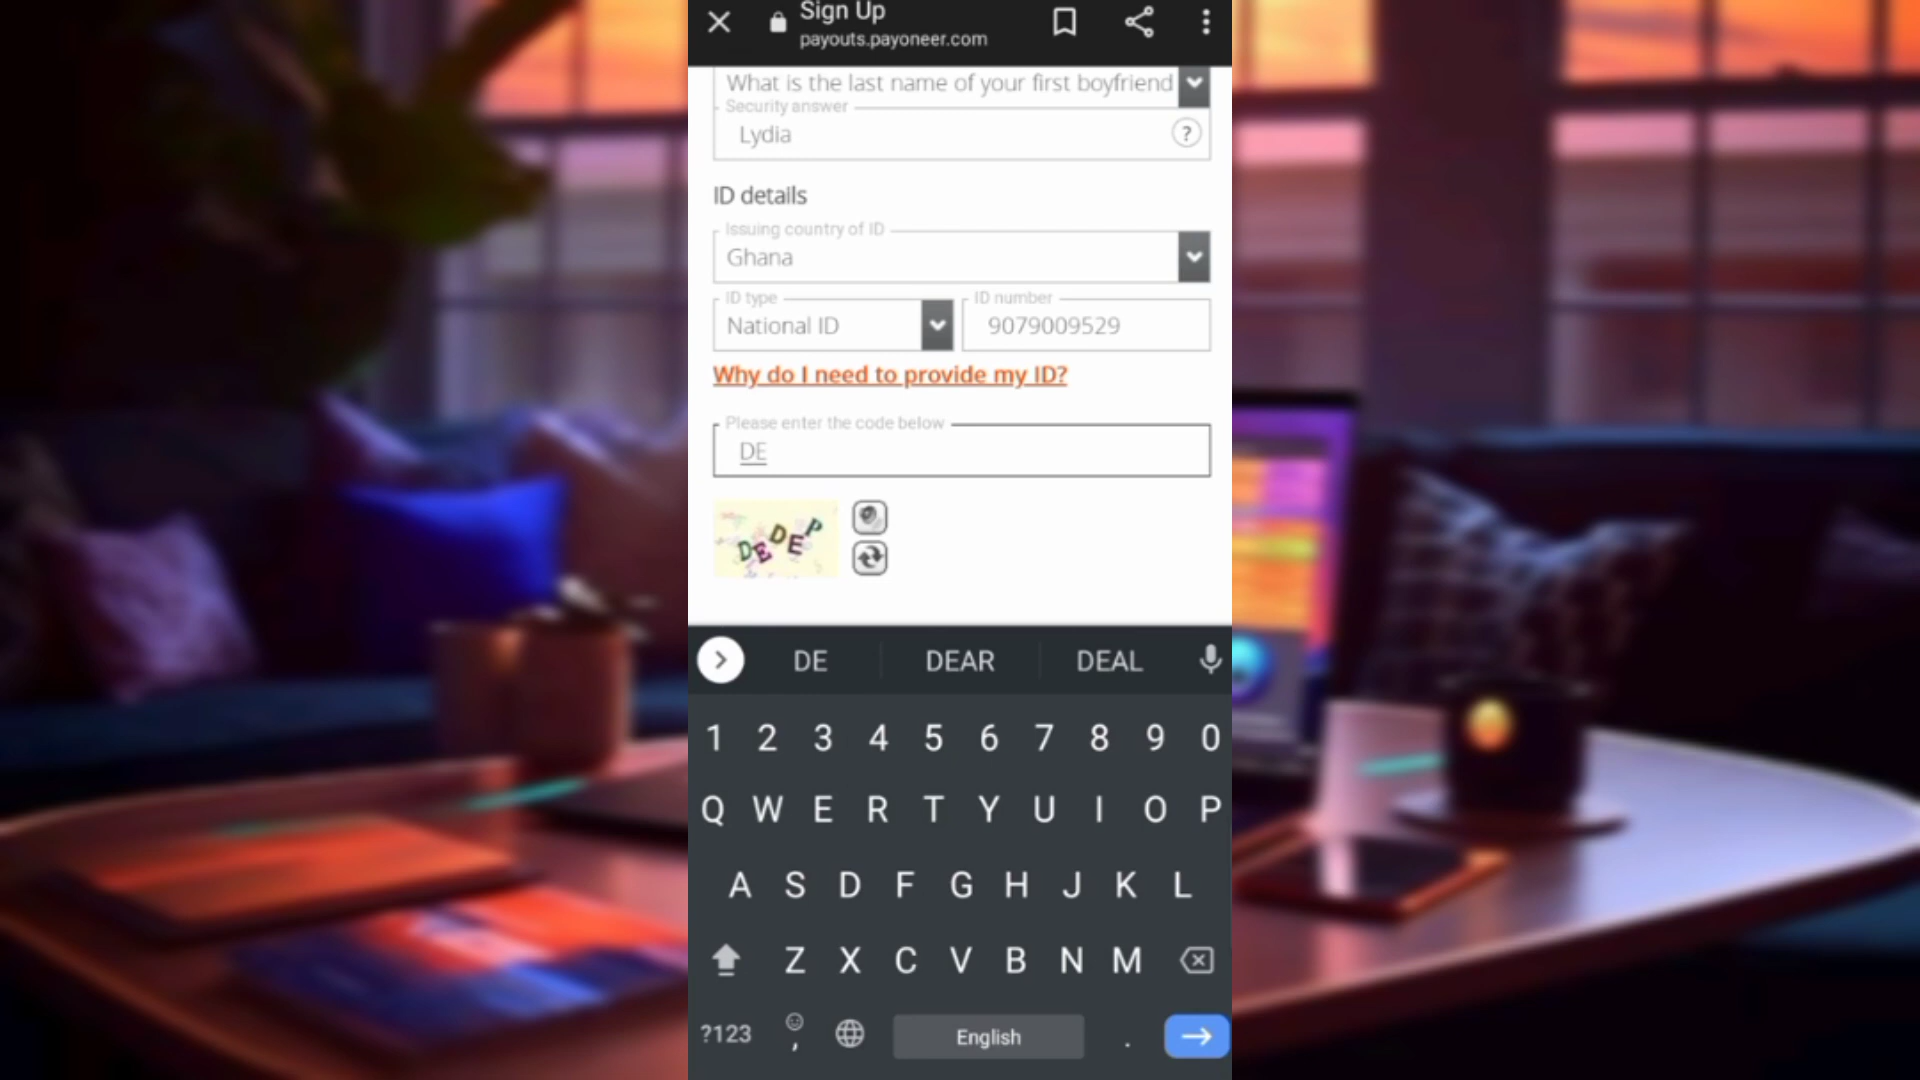 Sign Up
payouts.payoneer.com
What is the last name of your first boyfriend
Security answer
Lydia
?
ID details
Issuing country of ID
Ghana
ID type
National ID
ID number
9079009529
Why do I need to provide my ID?
Please enter the code below
DE
DEDEP
DE DEAR DEAL
1 2 3 4 5 6 7 8 9 0
Q W E R T Y U I O P
A S D F G H J K L
Z X C V B N M
?123 , English .